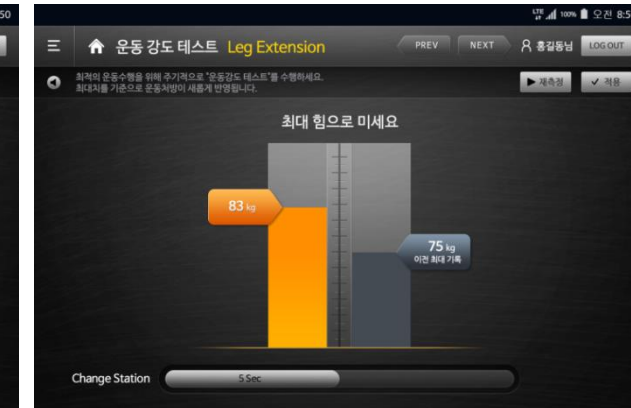 50
LTE 100% 오전 8:5
운동 강도 테스트 Leg Extension PREV NEXT 홍길동님 LOG OUT
최적의 운동수행을 위해 주기적으로 "운동강도 테스트"를 수행하세요.
최대치를 기준으로 운동처방이 새롭게 반영됩니다.
재측정 적용
최대 힘으로 미세요
83 kg
75 kg
이전 최대 기록
Change Station 5 Sec